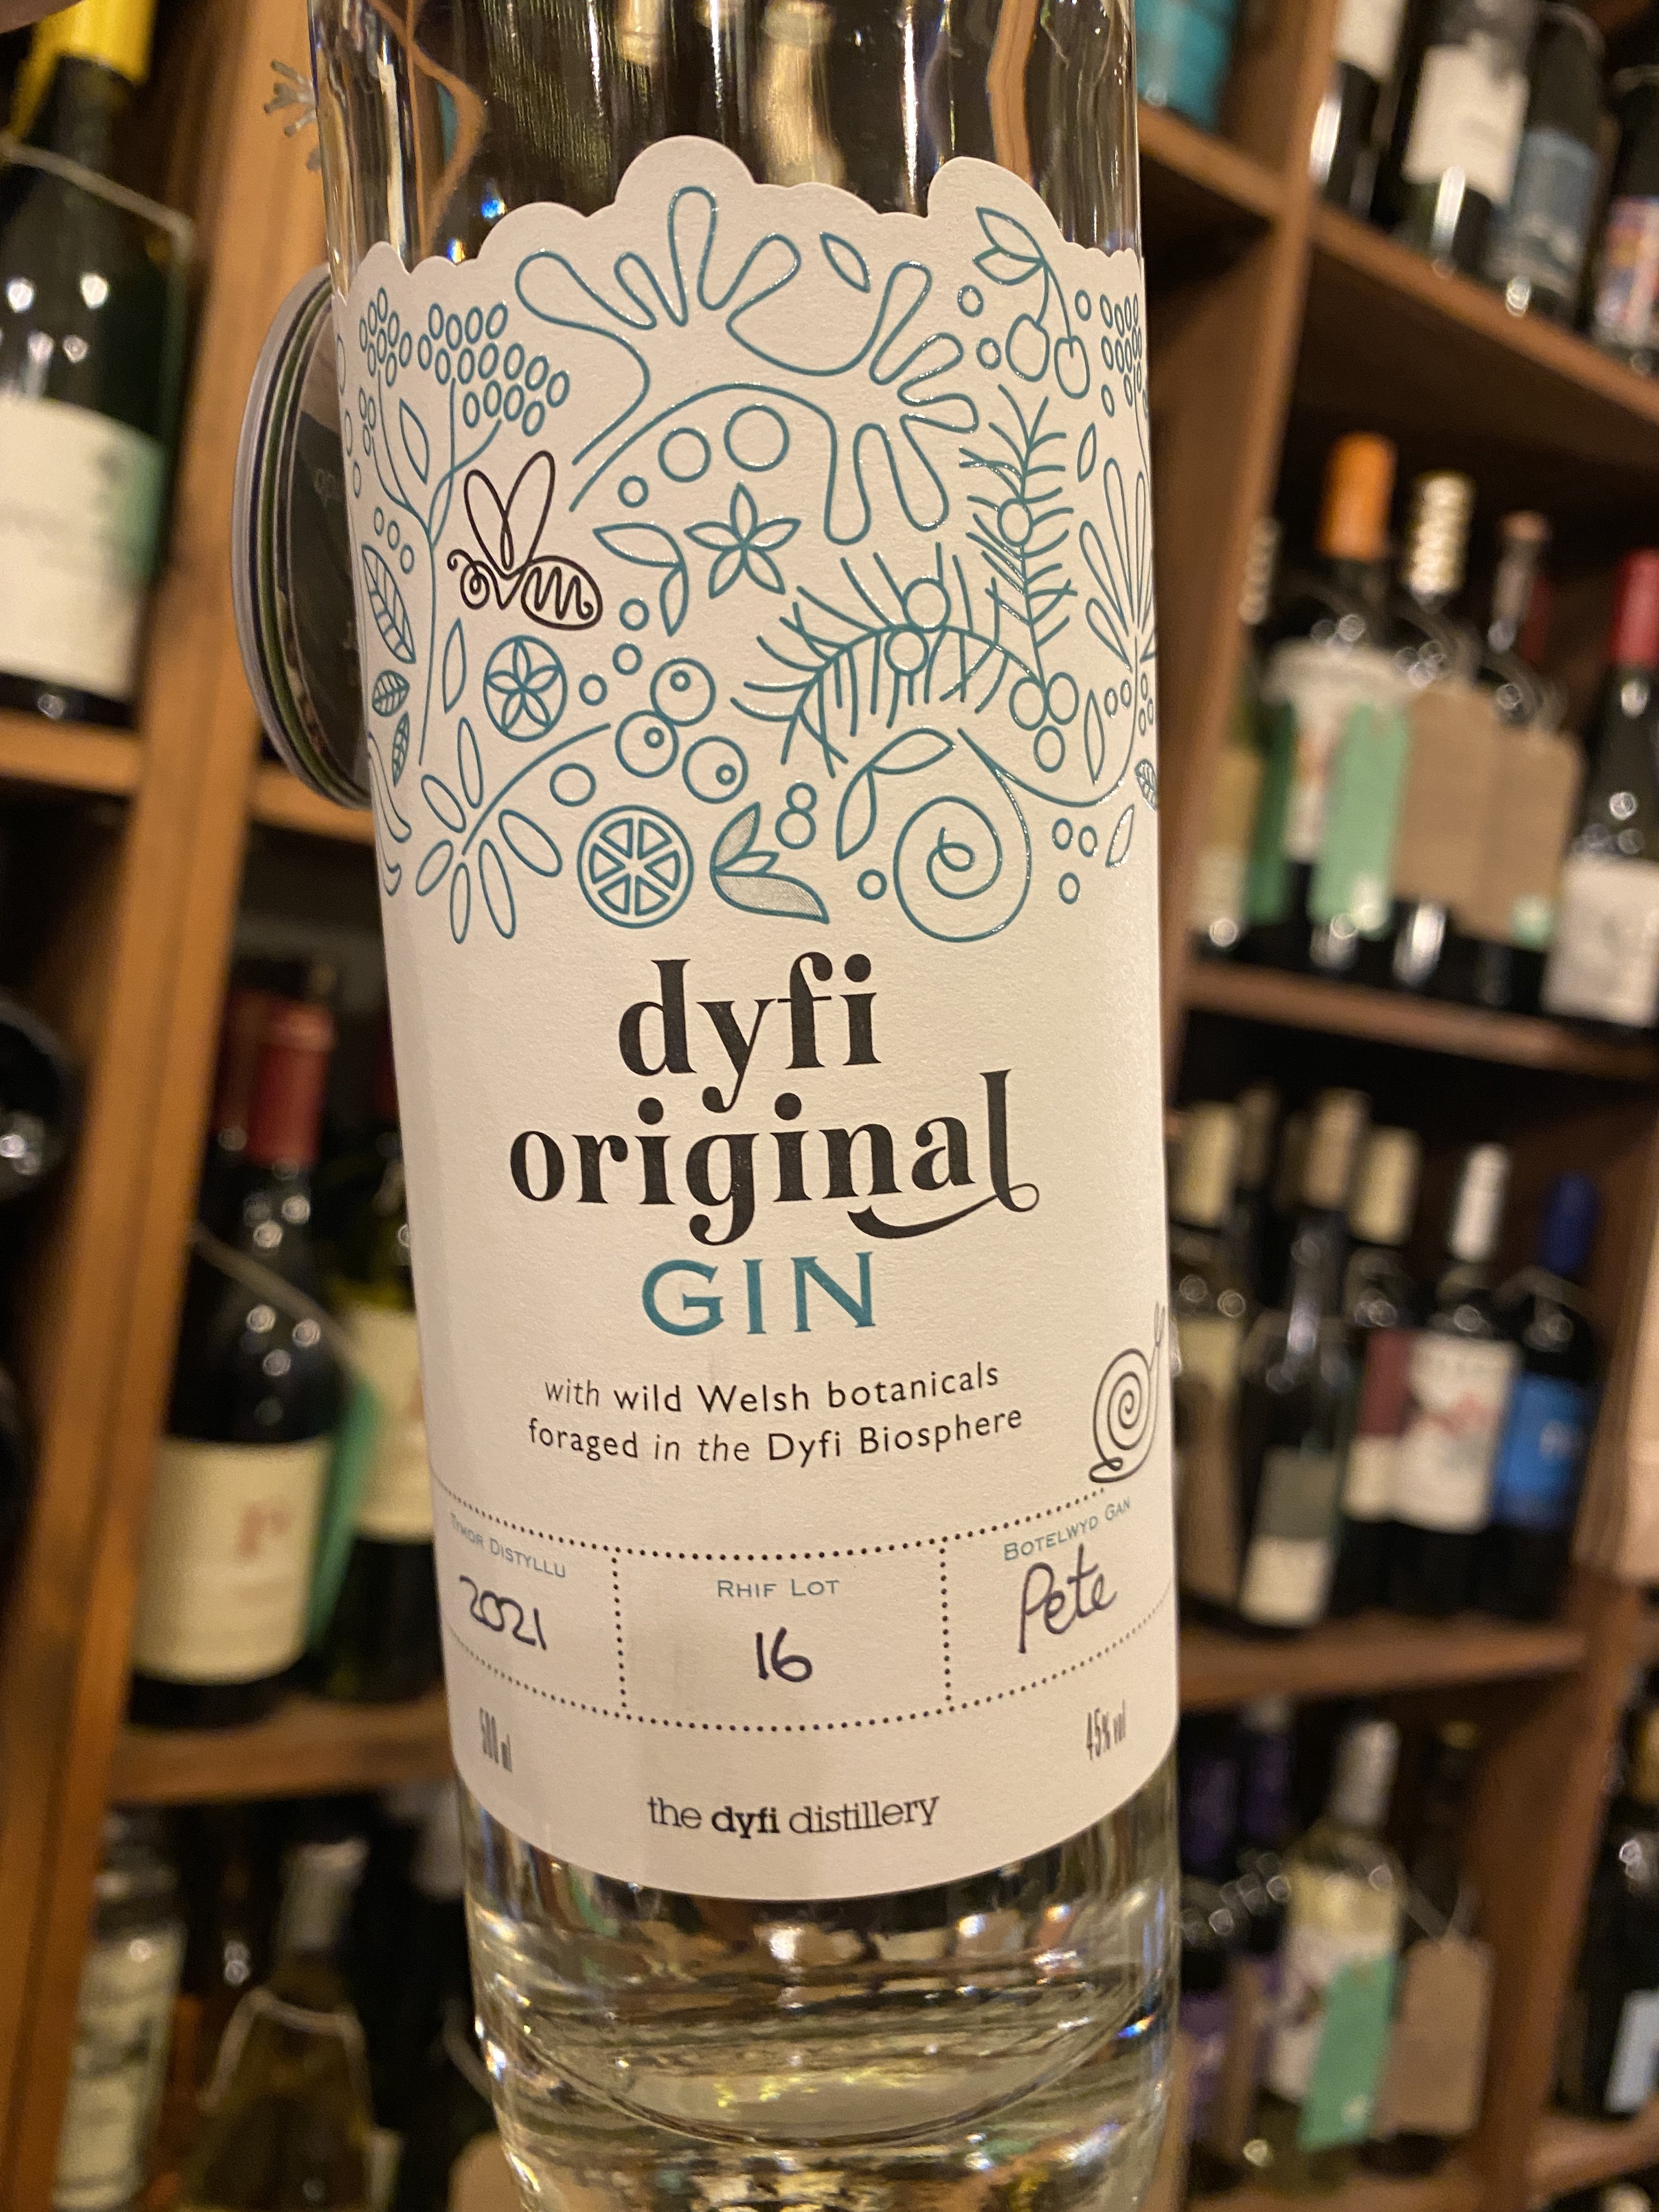 dyfi
original
GIN
with wild Welsh botanicals
foraged in the Dyfi Biosphere
Tymor Distyllu
2021
Rhif Lot
16
Botelwyd Gan
Pete
500 ml
45% vol
the dyfi distillery